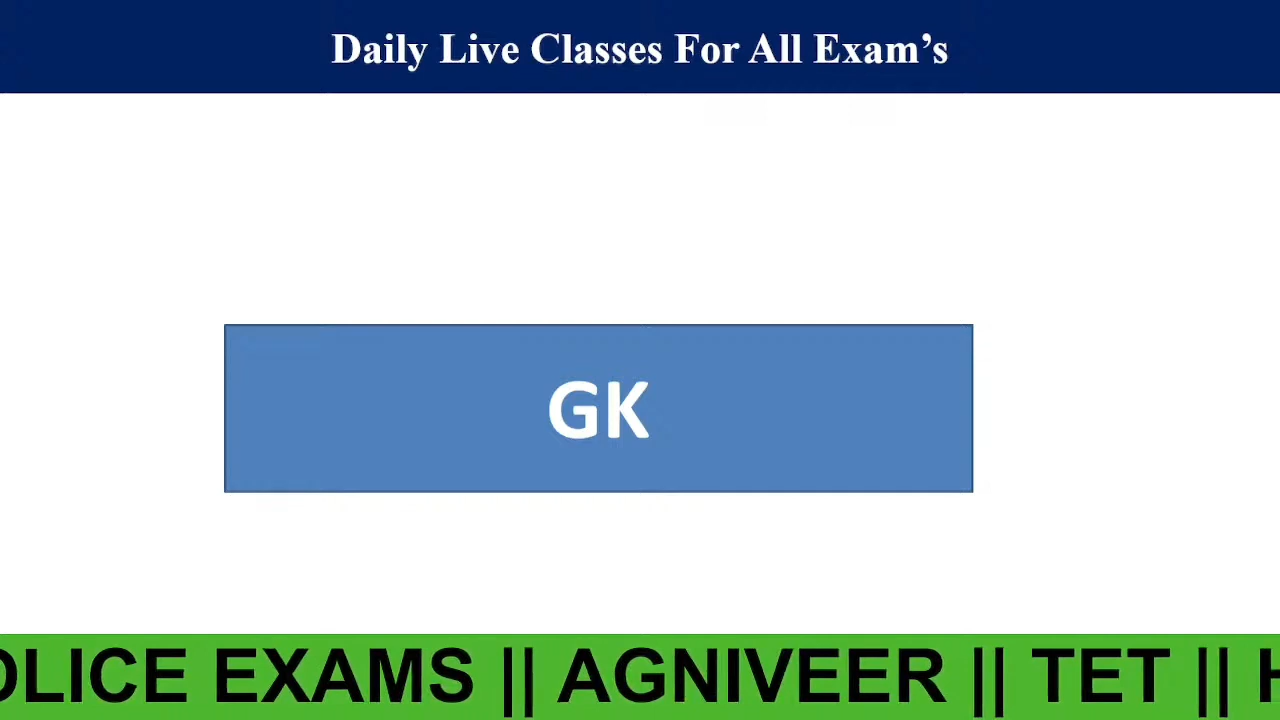 Daily Live Classes For All Exam’s
GK
EXAMS || AGNIVEER || TET ||